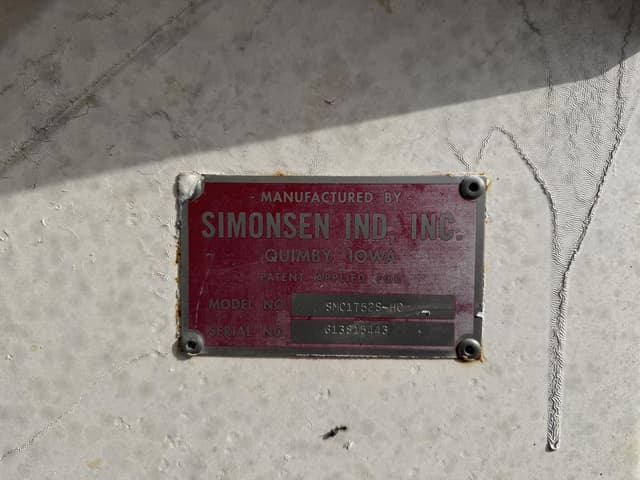 - MANUFACTURED BY -
SIMONSEN IND. INC.
QUIMBY, IOWA
PATENT APPLIED FOR
MODEL NO.
SERIAL NO.